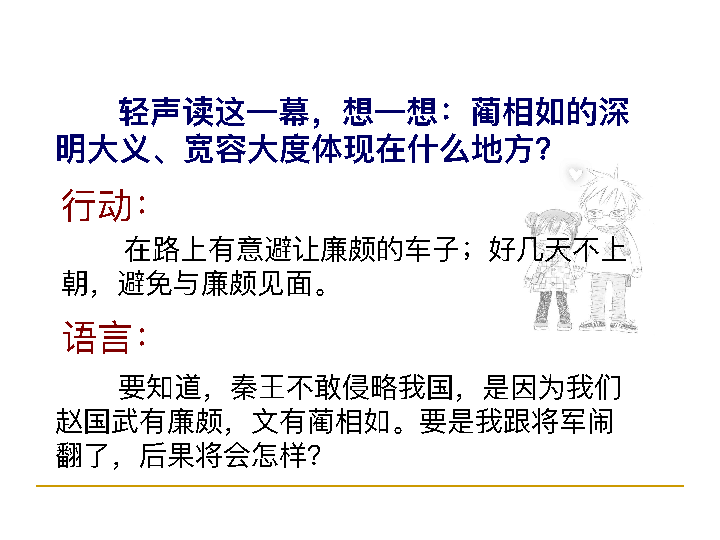 轻声读这一幕，想一想：蔺相如的深
明大义、宽容大度体现在什么地方？
行动：
在路上有意避让廉颇的车子；好几天不上
朝，避免与廉颇见面。
语言：
要知道，秦王不敢侵略我国，是因为我们
赵国武有廉颇，文有蔺相如。要是我跟将军闹
翻了，后果将会怎样？